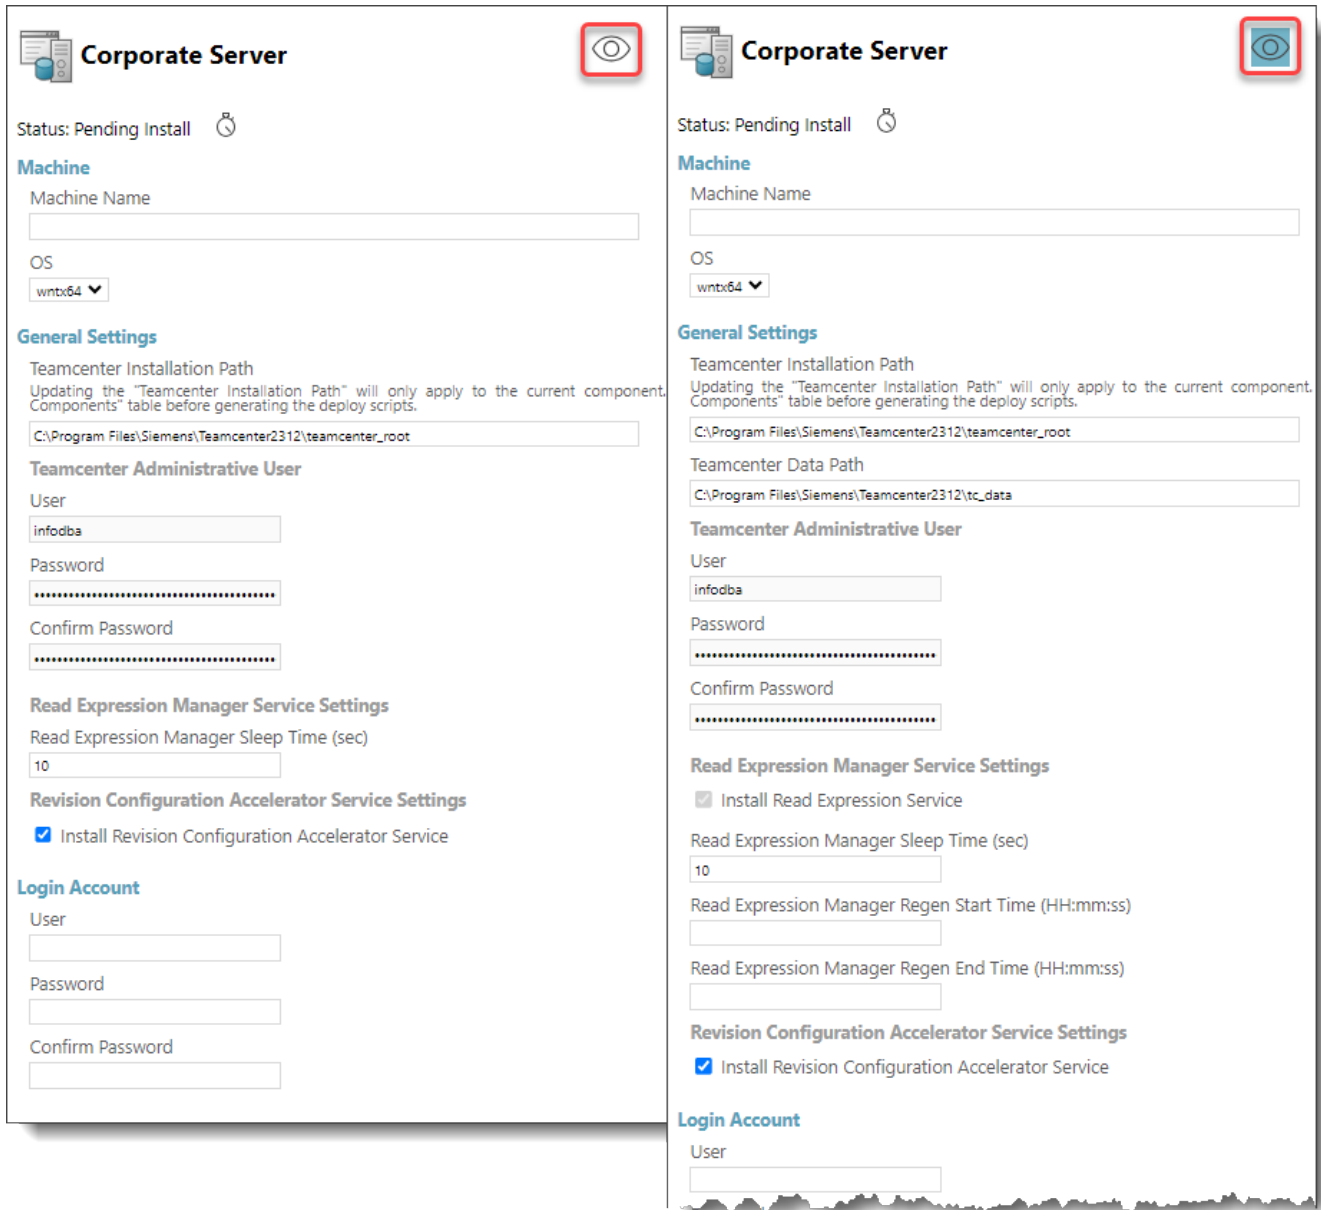 Corporate Server
Status: Pending Install
Machine
Machine Name
OS
wntx64
General Settings
Teamcenter Installation Path
Updating the "Teamcenter Installation Path" will only apply to the current component.
Components" table before generating the deploy scripts.
C:\Program Files\Siemens\Teamcenter2312\teamcenter_root
Teamcenter Administrative User
User
infodba
Password
Confirm Password
Read Expression Manager Service Settings
Read Expression Manager Sleep Time (sec)
10
Revision Configuration Accelerator Service Settings
Install Revision Configuration Accelerator Service
Login Account
User
Password
Confirm Password
Corporate Server
Status: Pending Install
Machine
Machine Name
OS
wntx64
General Settings
Teamcenter Installation Path
Updating the "Teamcenter Installation Path" will only apply to the current component.
Components" table before generating the deploy scripts.
C:\Program Files\Siemens\Teamcenter2312\teamcenter_root
Teamcenter Data Path
C:\Program Files\Siemens\Teamcenter2312\tc_data
Teamcenter Administrative User
User
infodba
Password
Confirm Password
Read Expression Manager Service Settings
Install Read Expression Service
Read Expression Manager Sleep Time (sec)
10
Read Expression Manager Regen Start Time (HH:mm:ss)
Read Expression Manager Regen End Time (HH:mm:ss)
Revision Configuration Accelerator Service Settings
Install Revision Configuration Accelerator Service
Login Account
User